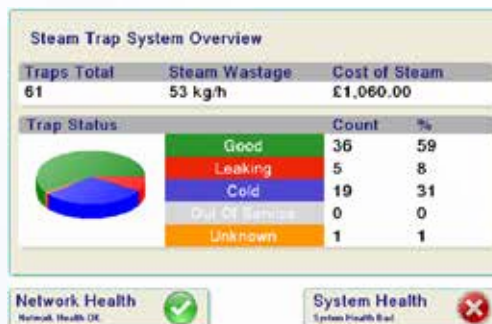 Steam Trap System Overview
Traps Total Steam Wastage Cost of Steam
61 53 kg/h £1,060.00
Trap Status Count %
Good 36 59
Leaking 5 8
Cold 19 31
Out Of Service 0 0
Unknown 1 1
Network Health
Network Health OK.
System Health
System Health Bad